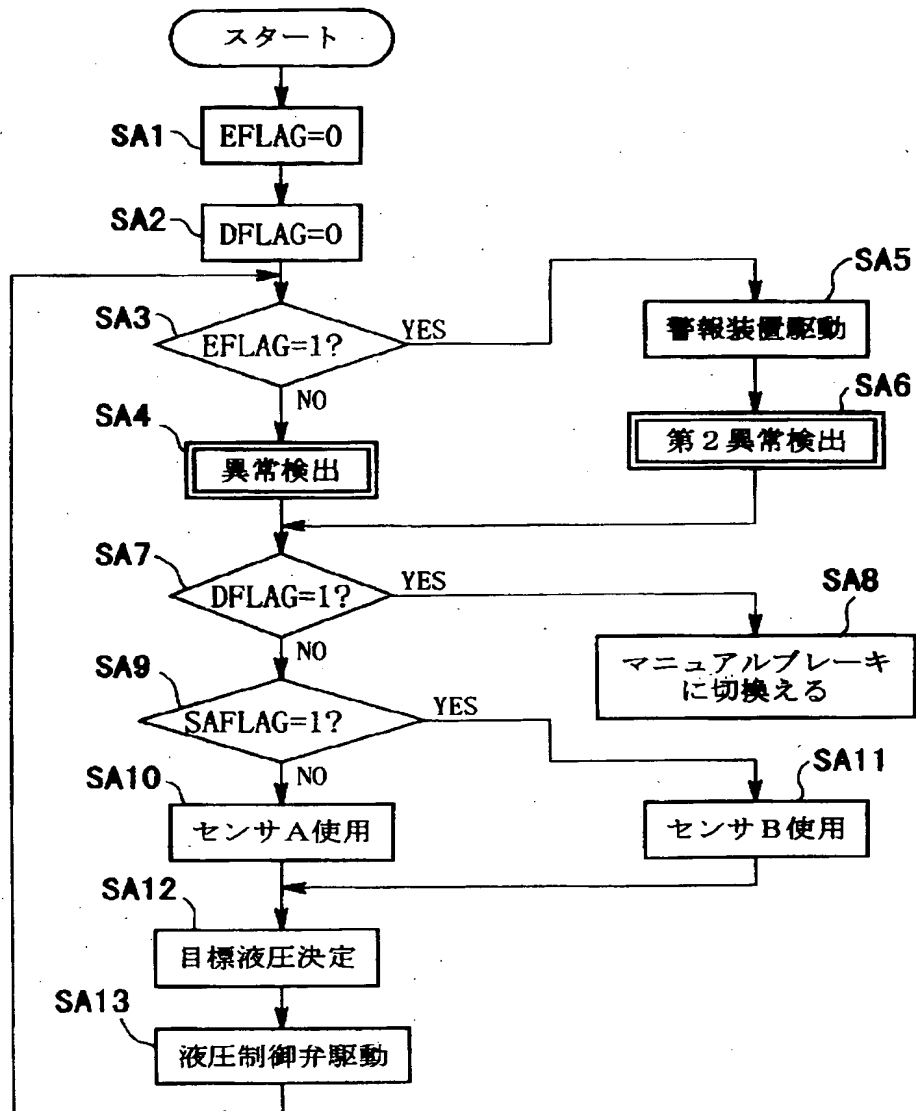 スタート
SA1
EFLAG=0
SA2
DFLAG=0
SA3
EFLAG=1?
YES
NO
SA5
警報装置駆動
SA4
異常検出
SA6
第2異常検出
SA7
DFLAG=1?
YES
NO
SA8
マニュアルブレーキ
に切換える
SA9
SAFLAG=1?
YES
NO
SA10
センサA使用
SA11
センサB使用
SA12
目標液圧決定
SA13
液圧制御弁駆動